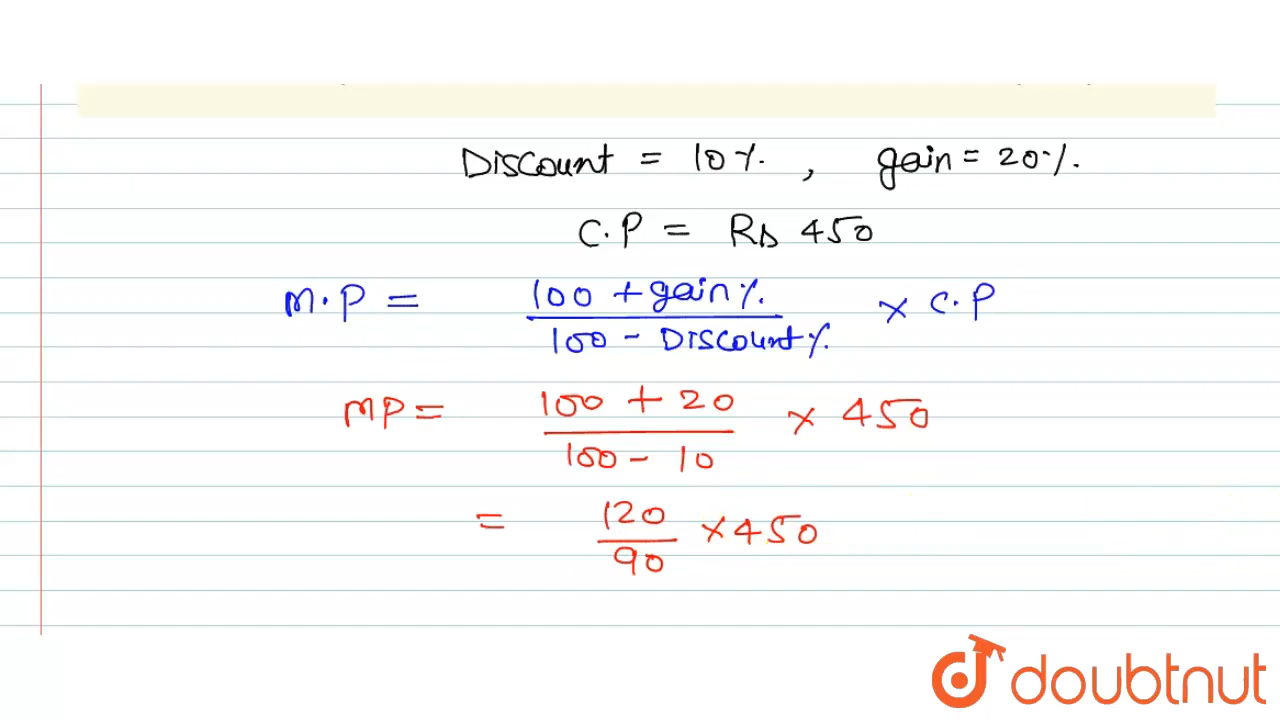 Discount = 10%. , gain = 20%.
C.P = Rs 450
M.P = 100 + gain%. / 100 - Discount%. × C.P
MP = 100 + 20 / 100 - 10 × 450
= 120 / 90 × 450
doubtnut